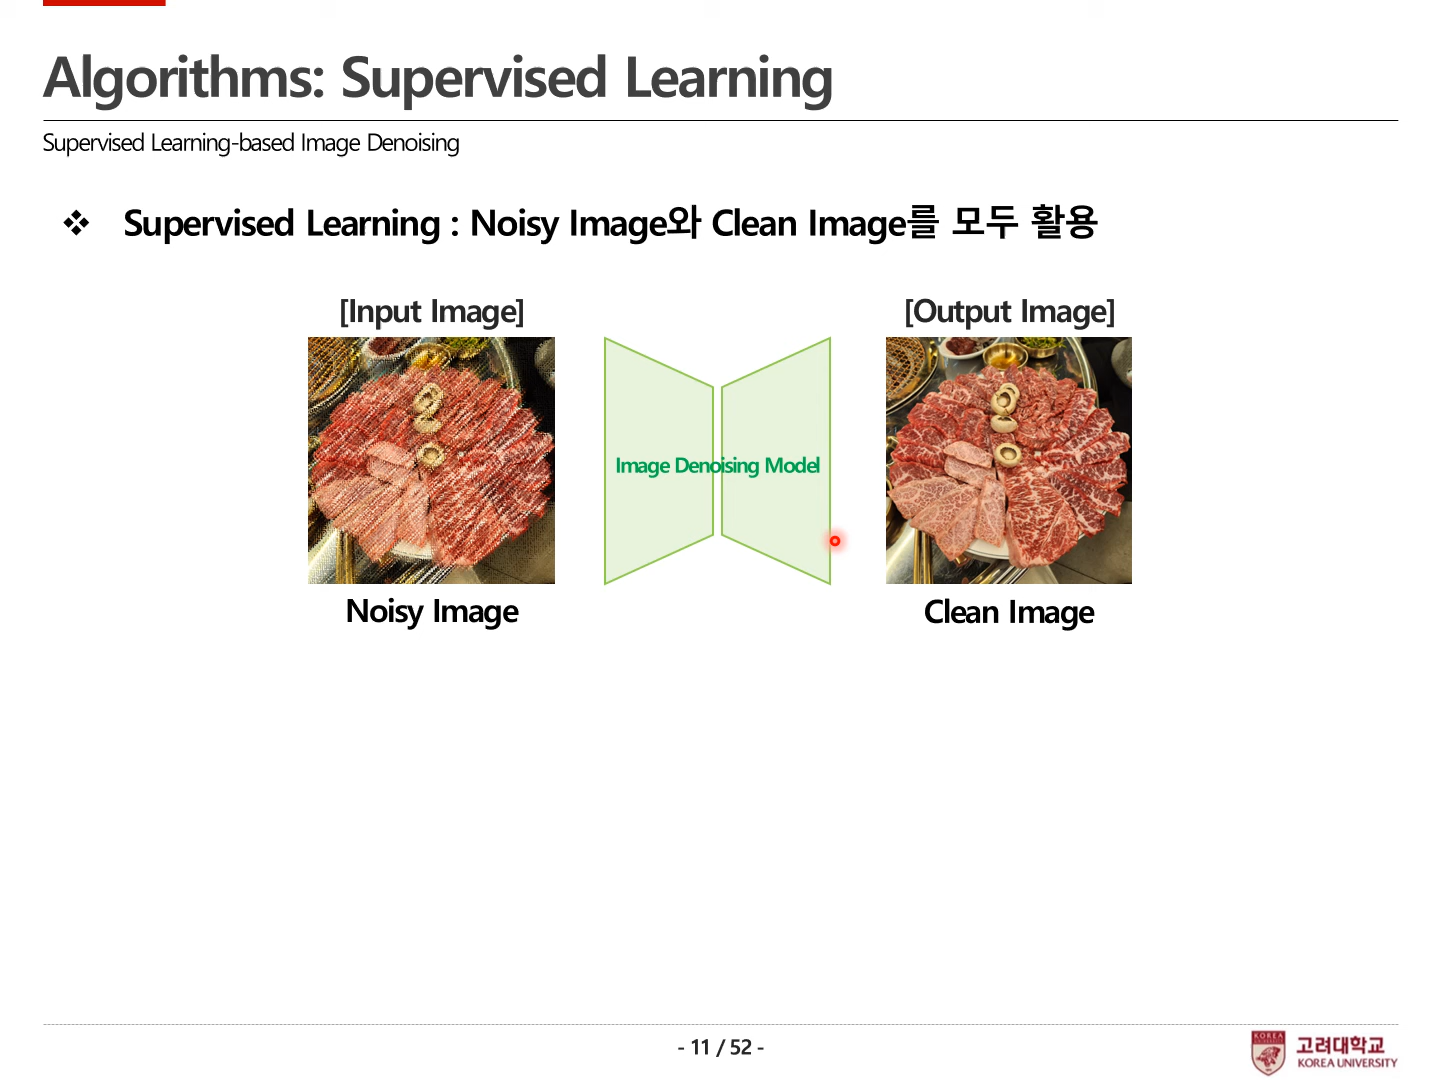 Algorithms: Supervised Learning
Supervised Learning-based Image Denoising
❖ Supervised Learning : Noisy Image와 Clean Image를 모두 활용
[Input Image]
[Output Image]
Image Denoising Model
Noisy Image
Clean Image
- 11 / 52 -
KOREA
고려대학교
KOREA UNIVERSITY